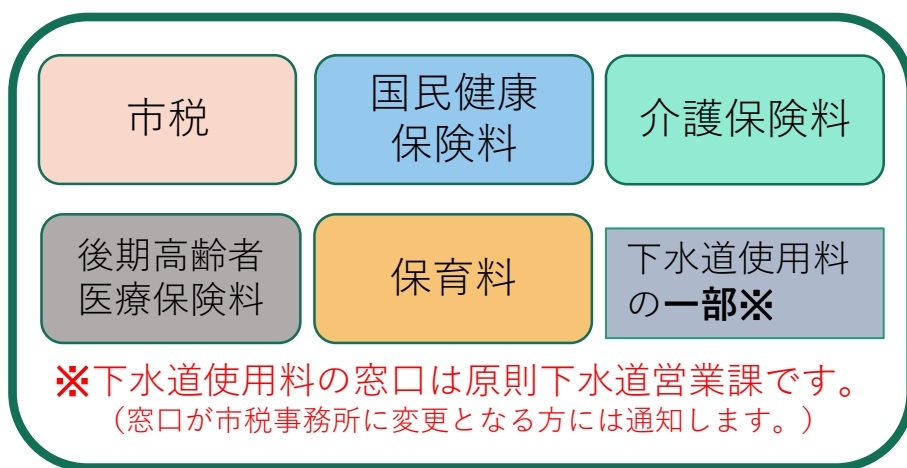 市税
国民健康
保険料
介護保険料
後期高齢者
医療保険料
保育料
下水道使用料
の一部※
※下水道使用料の窓口は原則下水道営業課です。
（窓口が市税事務所に変更となる方には通知します。）